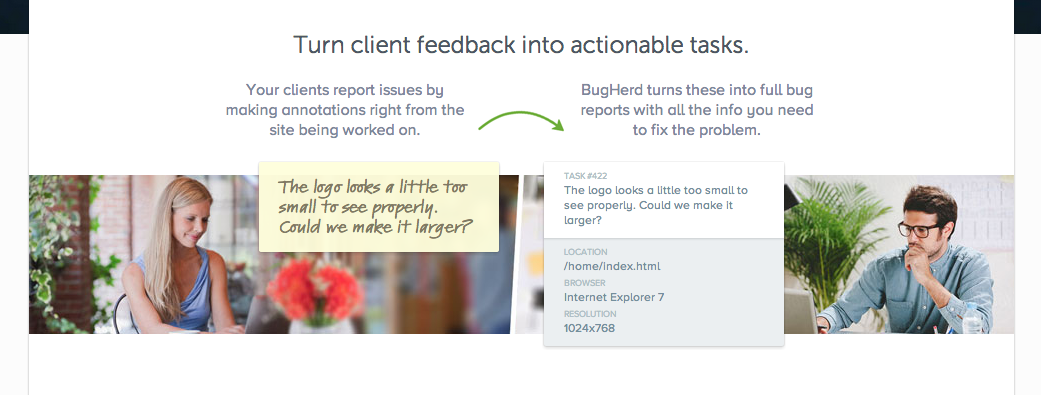 Turn client feedback into actionable tasks.
Your clients report issues by
making annotations right from the
site being worked on.
BugHerd turns these into full bug
reports with all the info you need
to fix the problem.
The logo looks a little too
small to see properly.
Could we make it larger?
TASK #422
The logo looks a little too small to
see properly. Could we make it
larger?
LOCATION
/home/index.html
BROWSER
Internet Explorer 7
RESOLUTION
1024x768